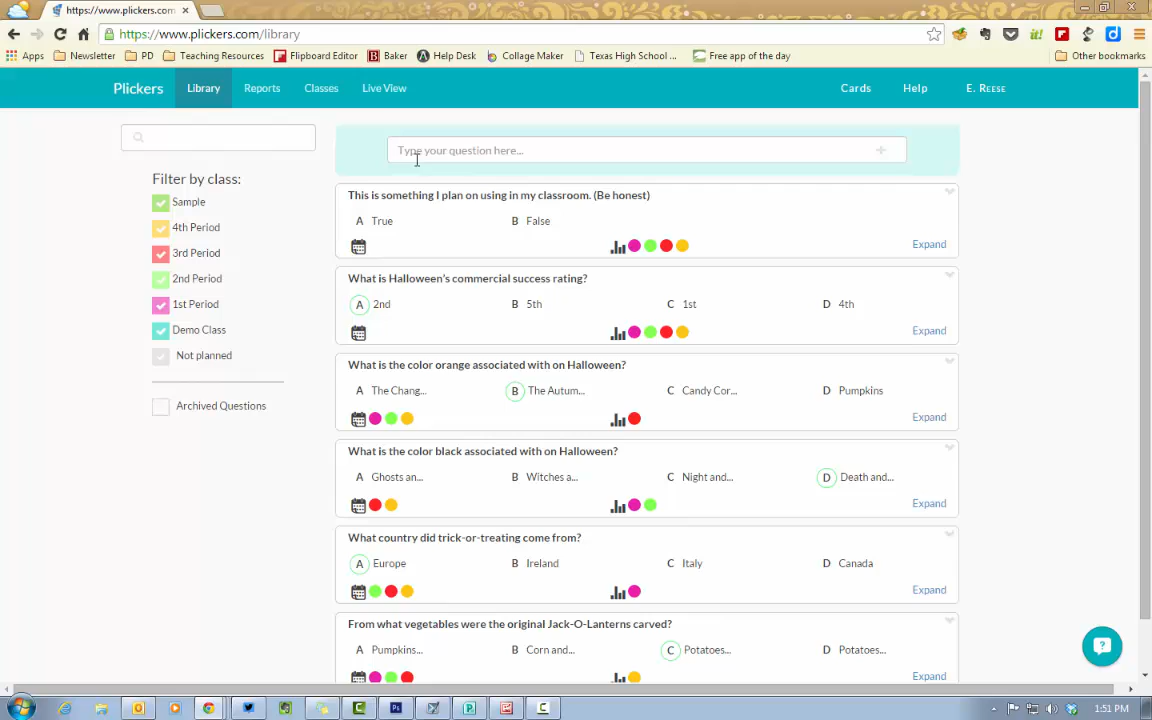 https://www.plickers.com
https://www.plickers.com/library
Apps Newsletter PD Teaching Resources Flipboard Editor Baker Help Desk Collage Maker Texas High School ... Free app of the day Other bookmarks
Plickers Library Reports Classes Live View Cards Help E. REESE
Type your question here...
Filter by class:
Sample
4th Period
3rd Period
2nd Period
1st Period
Demo Class
Not planned
Archived Questions
This is something I plan on using in my classroom. (Be honest)
A True B False
Expand
What is Halloween's commercial success rating?
A 2nd B 5th C 1st D 4th
Expand
What is the color orange associated with on Halloween?
A The Chang... B The Autum... C Candy Cor... D Pumpkins
Expand
What is the color black associated with on Halloween?
A Ghosts an... B Witches a... C Night and... D Death and...
Expand
What country did trick-or-treating come from?
A Europe B Ireland C Italy D Canada
Expand
From what vegetables were the original Jack-O-Lanterns carved?
A Pumpkins... B Corn and... C Potatoes... D Potatoes...
Expand
1:51 PM